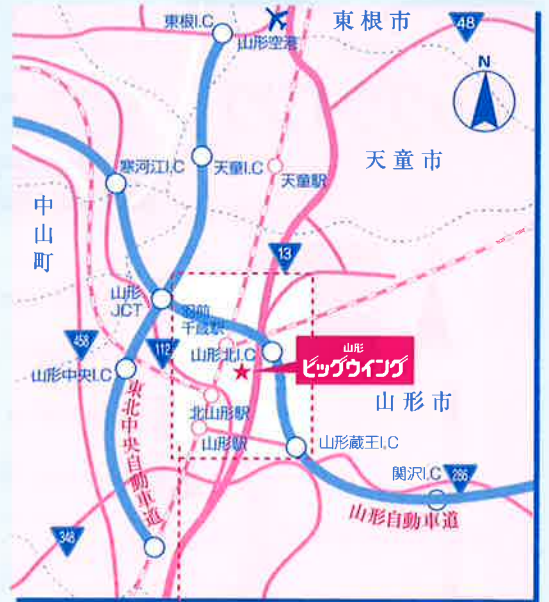 東根I.C
東根市
48
山形空港
N
寒河江I.C
天童I.C
天童駅
天童市
中山町
13
山形
JCT
羽前
千歳駅
458
112
山形北I.C
山形
ビッグウイング
山形中央I.C
北山形駅
山形市
山形駅
山形蔵王I.C
東北中央自動車道
関沢I.C
286
山形自動車道
348